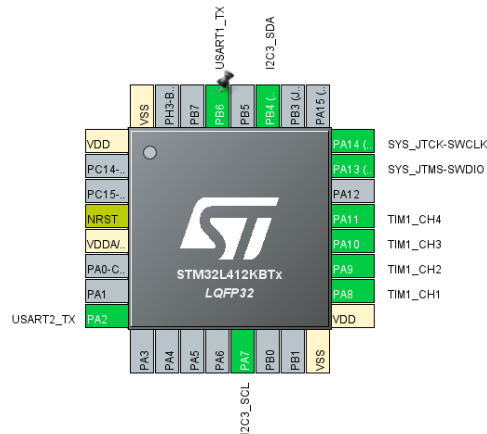 USART1_TX
I2C3_SDA
VSS
PH3-B..
PB7
PB6
PB5
PB4 (..
PB3 (J..
PA15 (..
VDD
PC14-..
PC15-..
NRST
VDDA/..
PA0-C..
PA1
USART2_TX
PA2
PA14 (..
SYS_JTCK-SWCLK
PA13 (..
SYS_JTMS-SWDIO
PA12
PA11
TIM1_CH4
PA10
TIM1_CH3
PA9
TIM1_CH2
PA8
TIM1_CH1
VDD
ST
STM32L412KBTx
LQFP32
PA3
PA4
PA5
PA6
PA7
PB0
PB1
VSS
I2C3_SCL